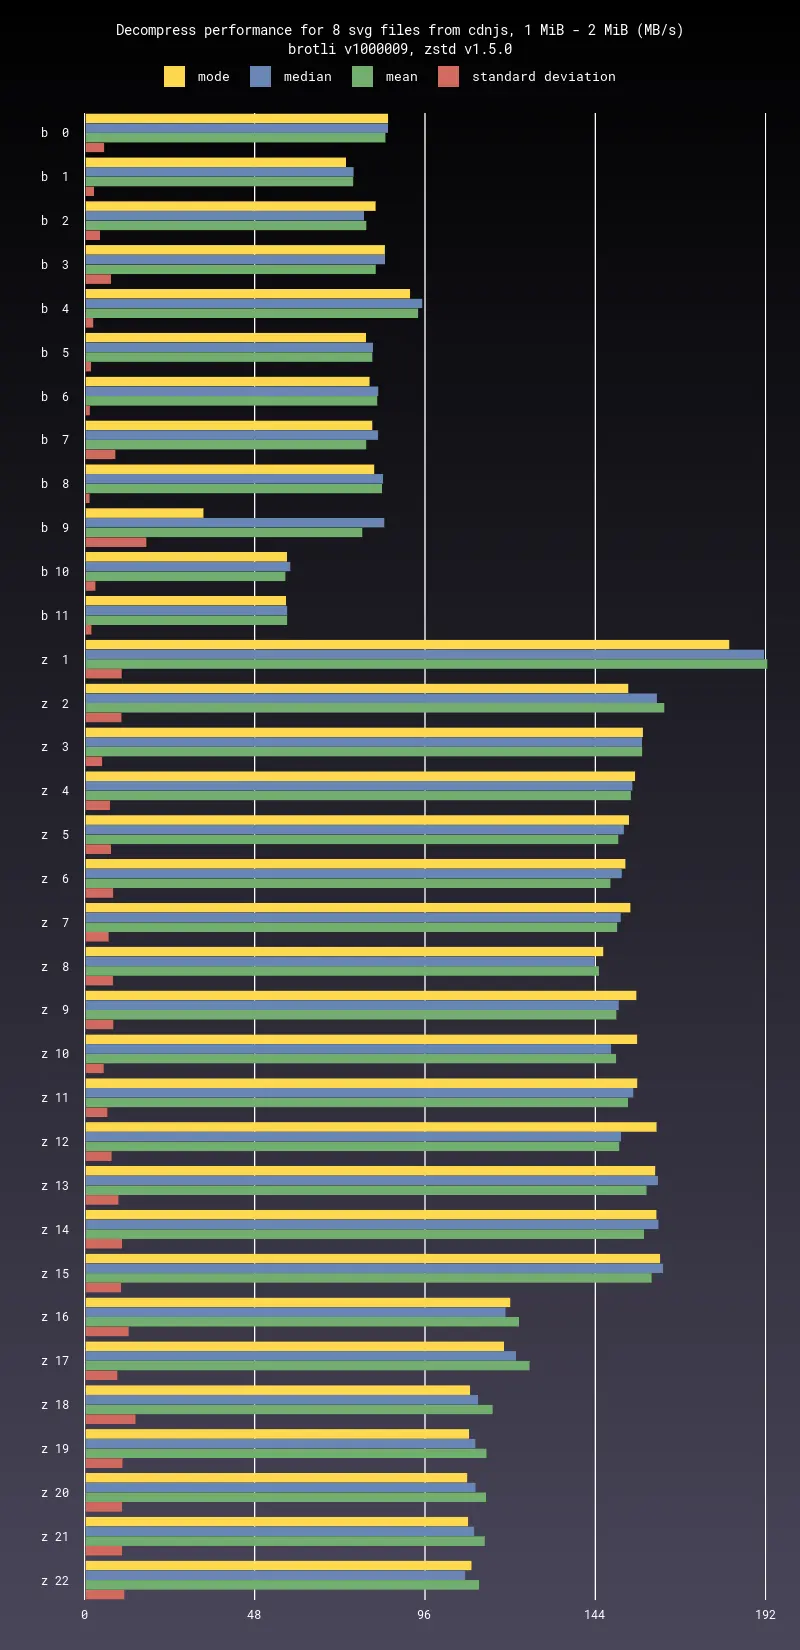 Decompress performance for 8 svg files from cdnjs, 1 MiB - 2 MiB (MB/s)
brotli v1000009, zstd v1.5.0
mode median mean standard deviation
b 0
b 1
b 2
b 3
b 4
b 5
b 6
b 7
b 8
b 9
b 10
b 11
z 1
z 2
z 3
z 4
z 5
z 6
z 7
z 8
z 9
z 10
z 11
z 12
z 13
z 14
z 15
z 16
z 17
z 18
z 19
z 20
z 21
z 22
0 48 96 144 192